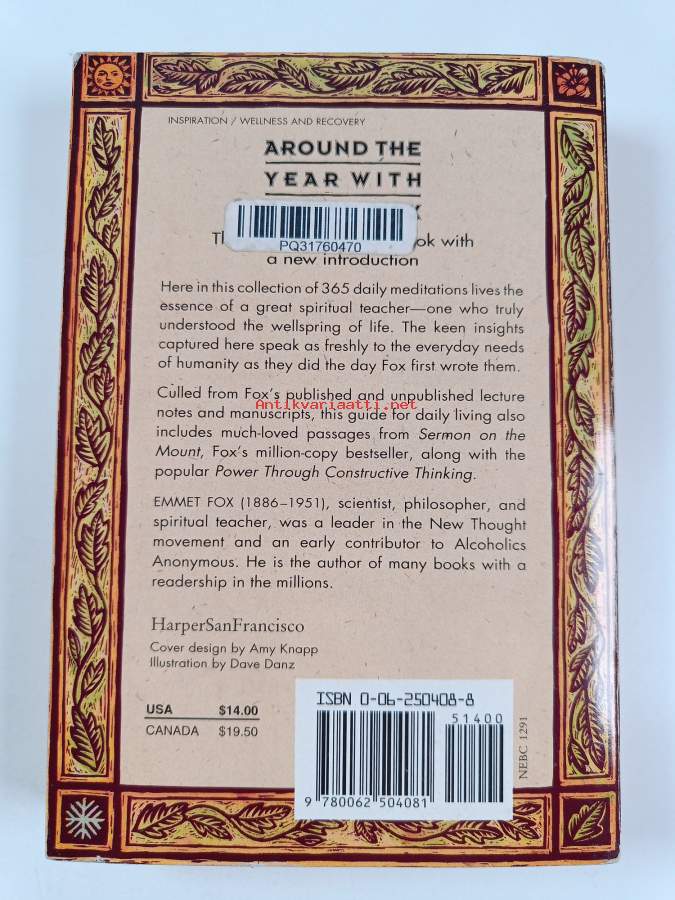 INSPIRATION / WELLNESS AND RECOVERY
AROUND THE
YEAR WITH
PQ31760470
with
a new introduction
Here in this collection of 365 daily meditations lives the
essence of a great spiritual teacher—one who truly
understood the wellspring of life. The keen insights
captured here speak as freshly to the everyday needs
of humanity as they did the day Fox first wrote them.
Culled from Fox's published and unpublished lecture
notes and manuscripts, this guide for daily living also
Antikvariaatti.net
includes much-loved passages from Sermon on the
Mount, Fox's million-copy bestseller, along with the
popular Power Through Constructive Thinking.
EMMET FOX (1886–1951), scientist, philosopher, and
spiritual teacher, was a leader in the New Thought
movement and an early contributor to Alcoholics
Anonymous. He is the author of many books with a
readership in the millions.
HarperSanFrancisco
Cover design by Amy Knapp
Illustration by Dave Danz
USA $14.00
CANADA $19.50
ISBN 0-06-250408-8
51400
9 780062 504081
NEBC 1291